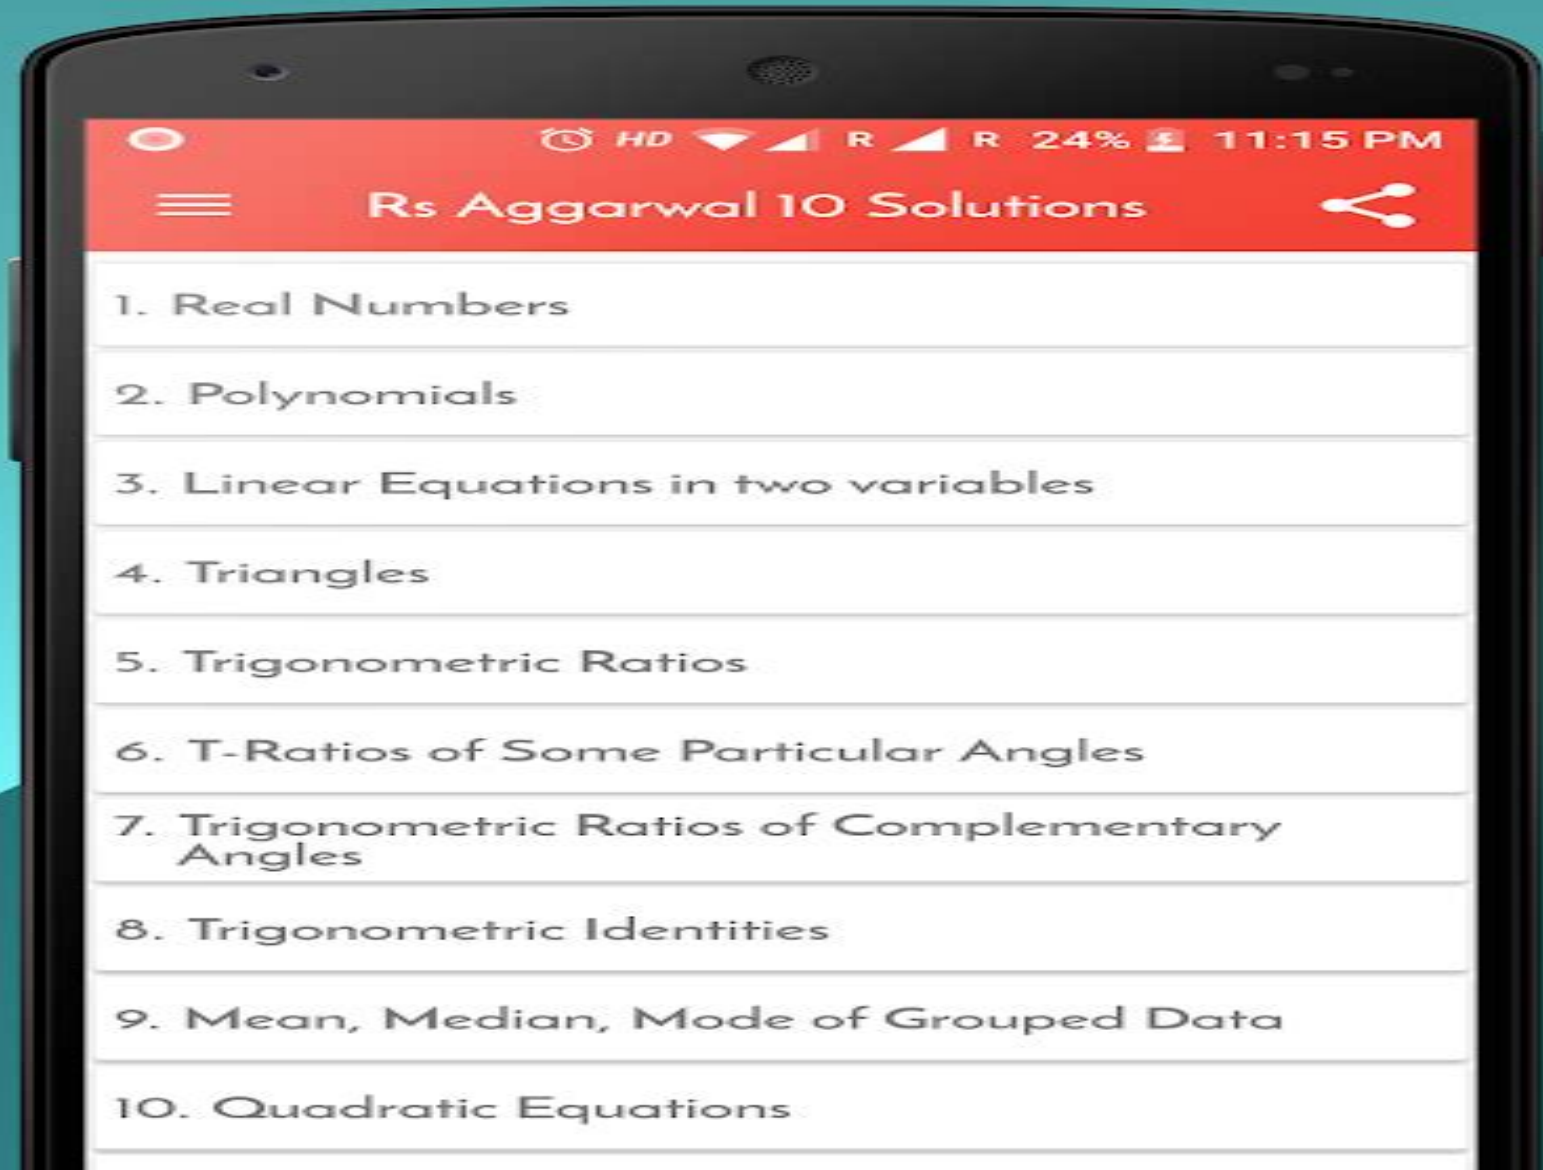 HD R R 24% 11:15 PM
Rs Aggarwal 10 Solutions
1. Real Numbers
2. Polynomials
3. Linear Equations in two variables
4. Triangles
5. Trigonometric Ratios
6. T-Ratios of Some Particular Angles
7. Trigonometric Ratios of Complementary
Angles
8. Trigonometric Identities
9. Mean, Median, Mode of Grouped Data
10. Quadratic Equations